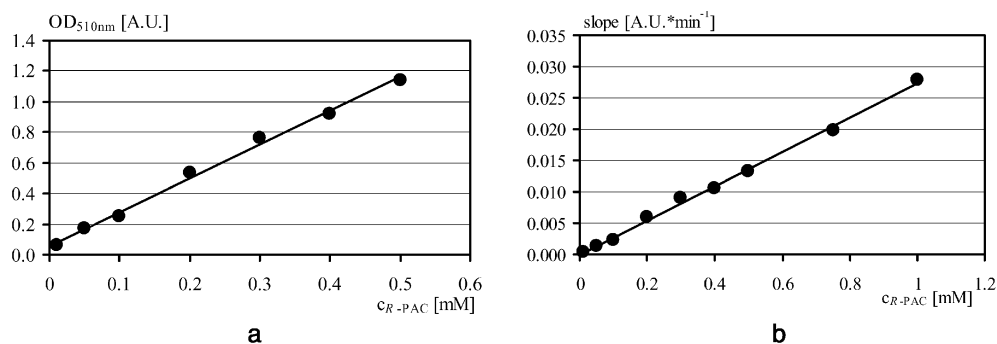 OD510nm [A.U.]
1.4
1.2
1.0
0.8
0.6
0.4
0.2
0.0
0 0.1 0.2 0.3 0.4 0.5 0.6
cR-PAC [mM]
a
slope [A.U.*min-1]
0.035
0.030
0.025
0.020
0.015
0.010
0.005
0.000
0 0.2 0.4 0.6 0.8 1 1.2
cR-PAC [mM]
b